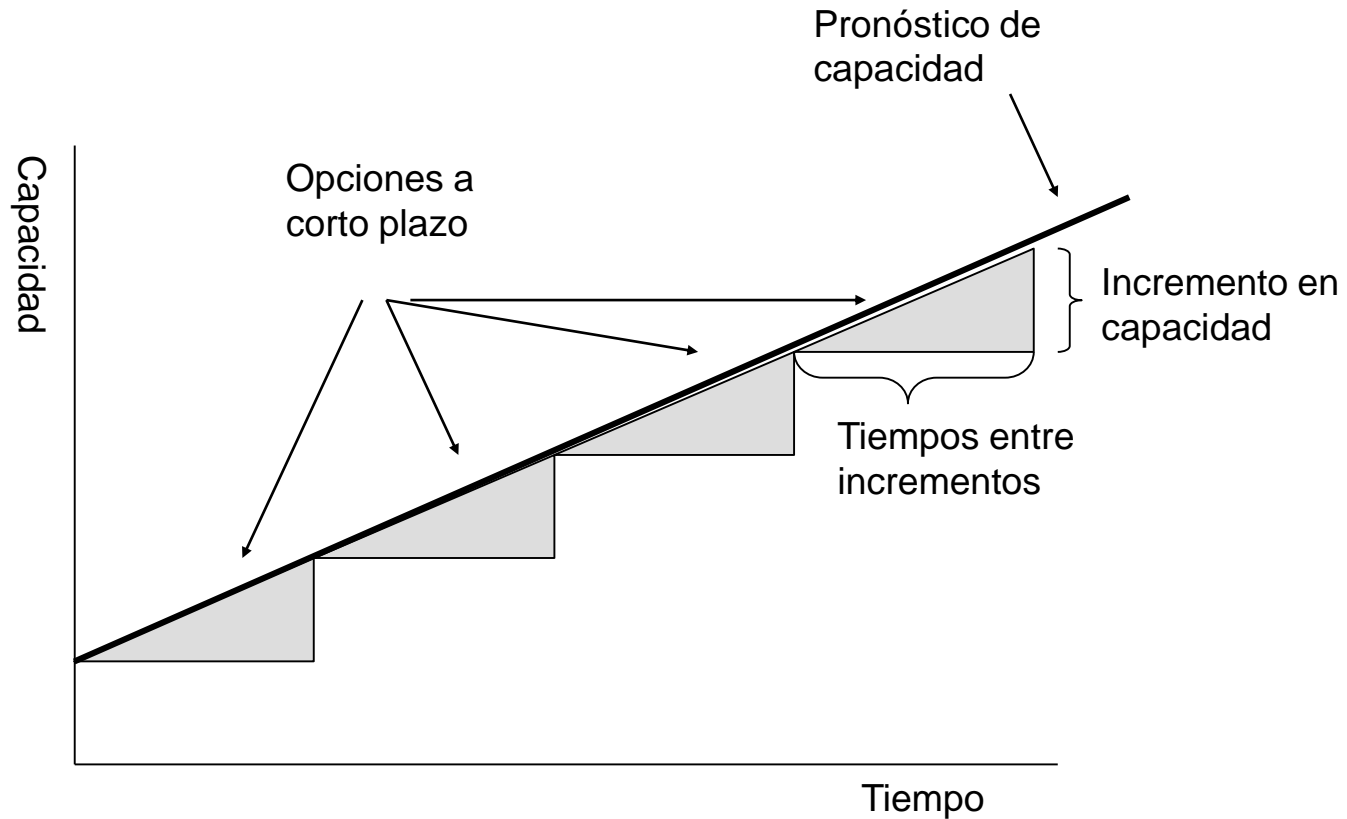 Pronóstico de
capacidad
Opciones a
corto plazo
Capacidad
Incremento en
capacidad
Tiempos entre
incrementos
Tiempo